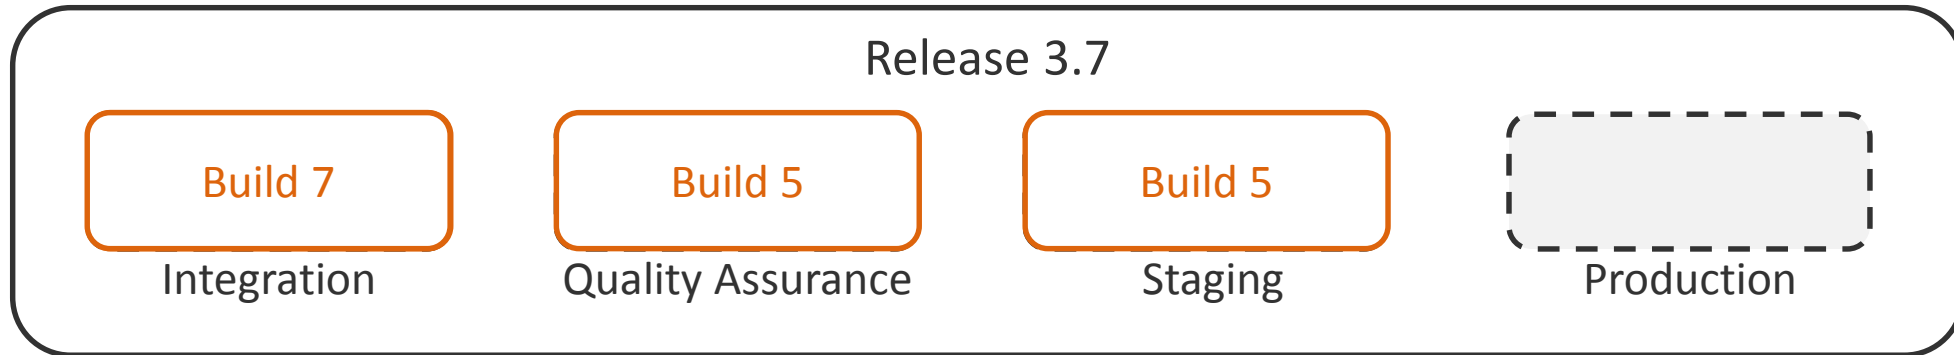 Release 3.7
Build 7
Build 5
Build 5
Integration
Quality Assurance
Staging
Production